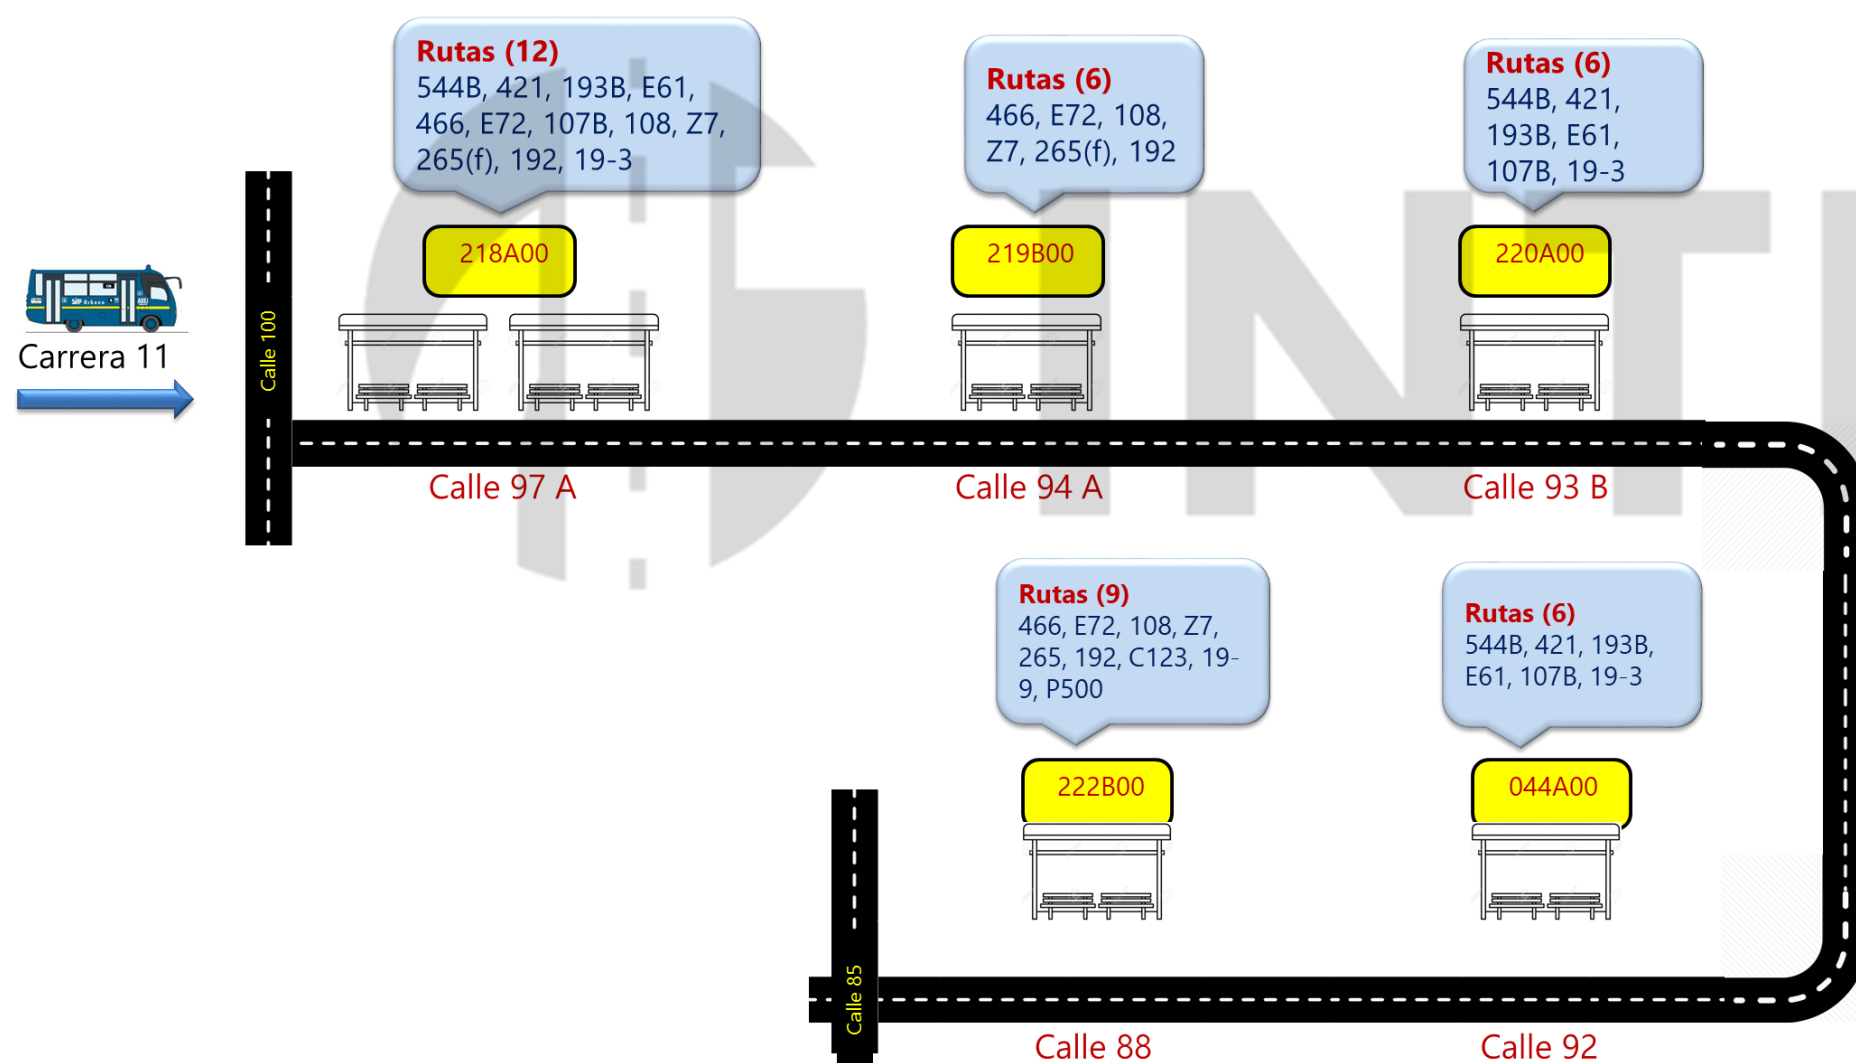 Rutas (12)
544B, 421, 193B, E61,
466, E72, 107B, 108, Z7,
265(f), 192, 19-3
Rutas (6)
466, E72, 108,
Z7, 265(f), 192
Rutas (6)
544B, 421,
193B, E61,
107B, 19-3
218A00
219B00
220A00
Carrera 11
Calle 100
Calle 97 A
Calle 94 A
Calle 93 B
Rutas (9)
466, E72, 108, Z7,
265, 192, C123, 19-
9, P500
Rutas (6)
544B, 421, 193B,
E61, 107B, 19-3
222B00
044A00
Calle 85
Calle 88
Calle 92